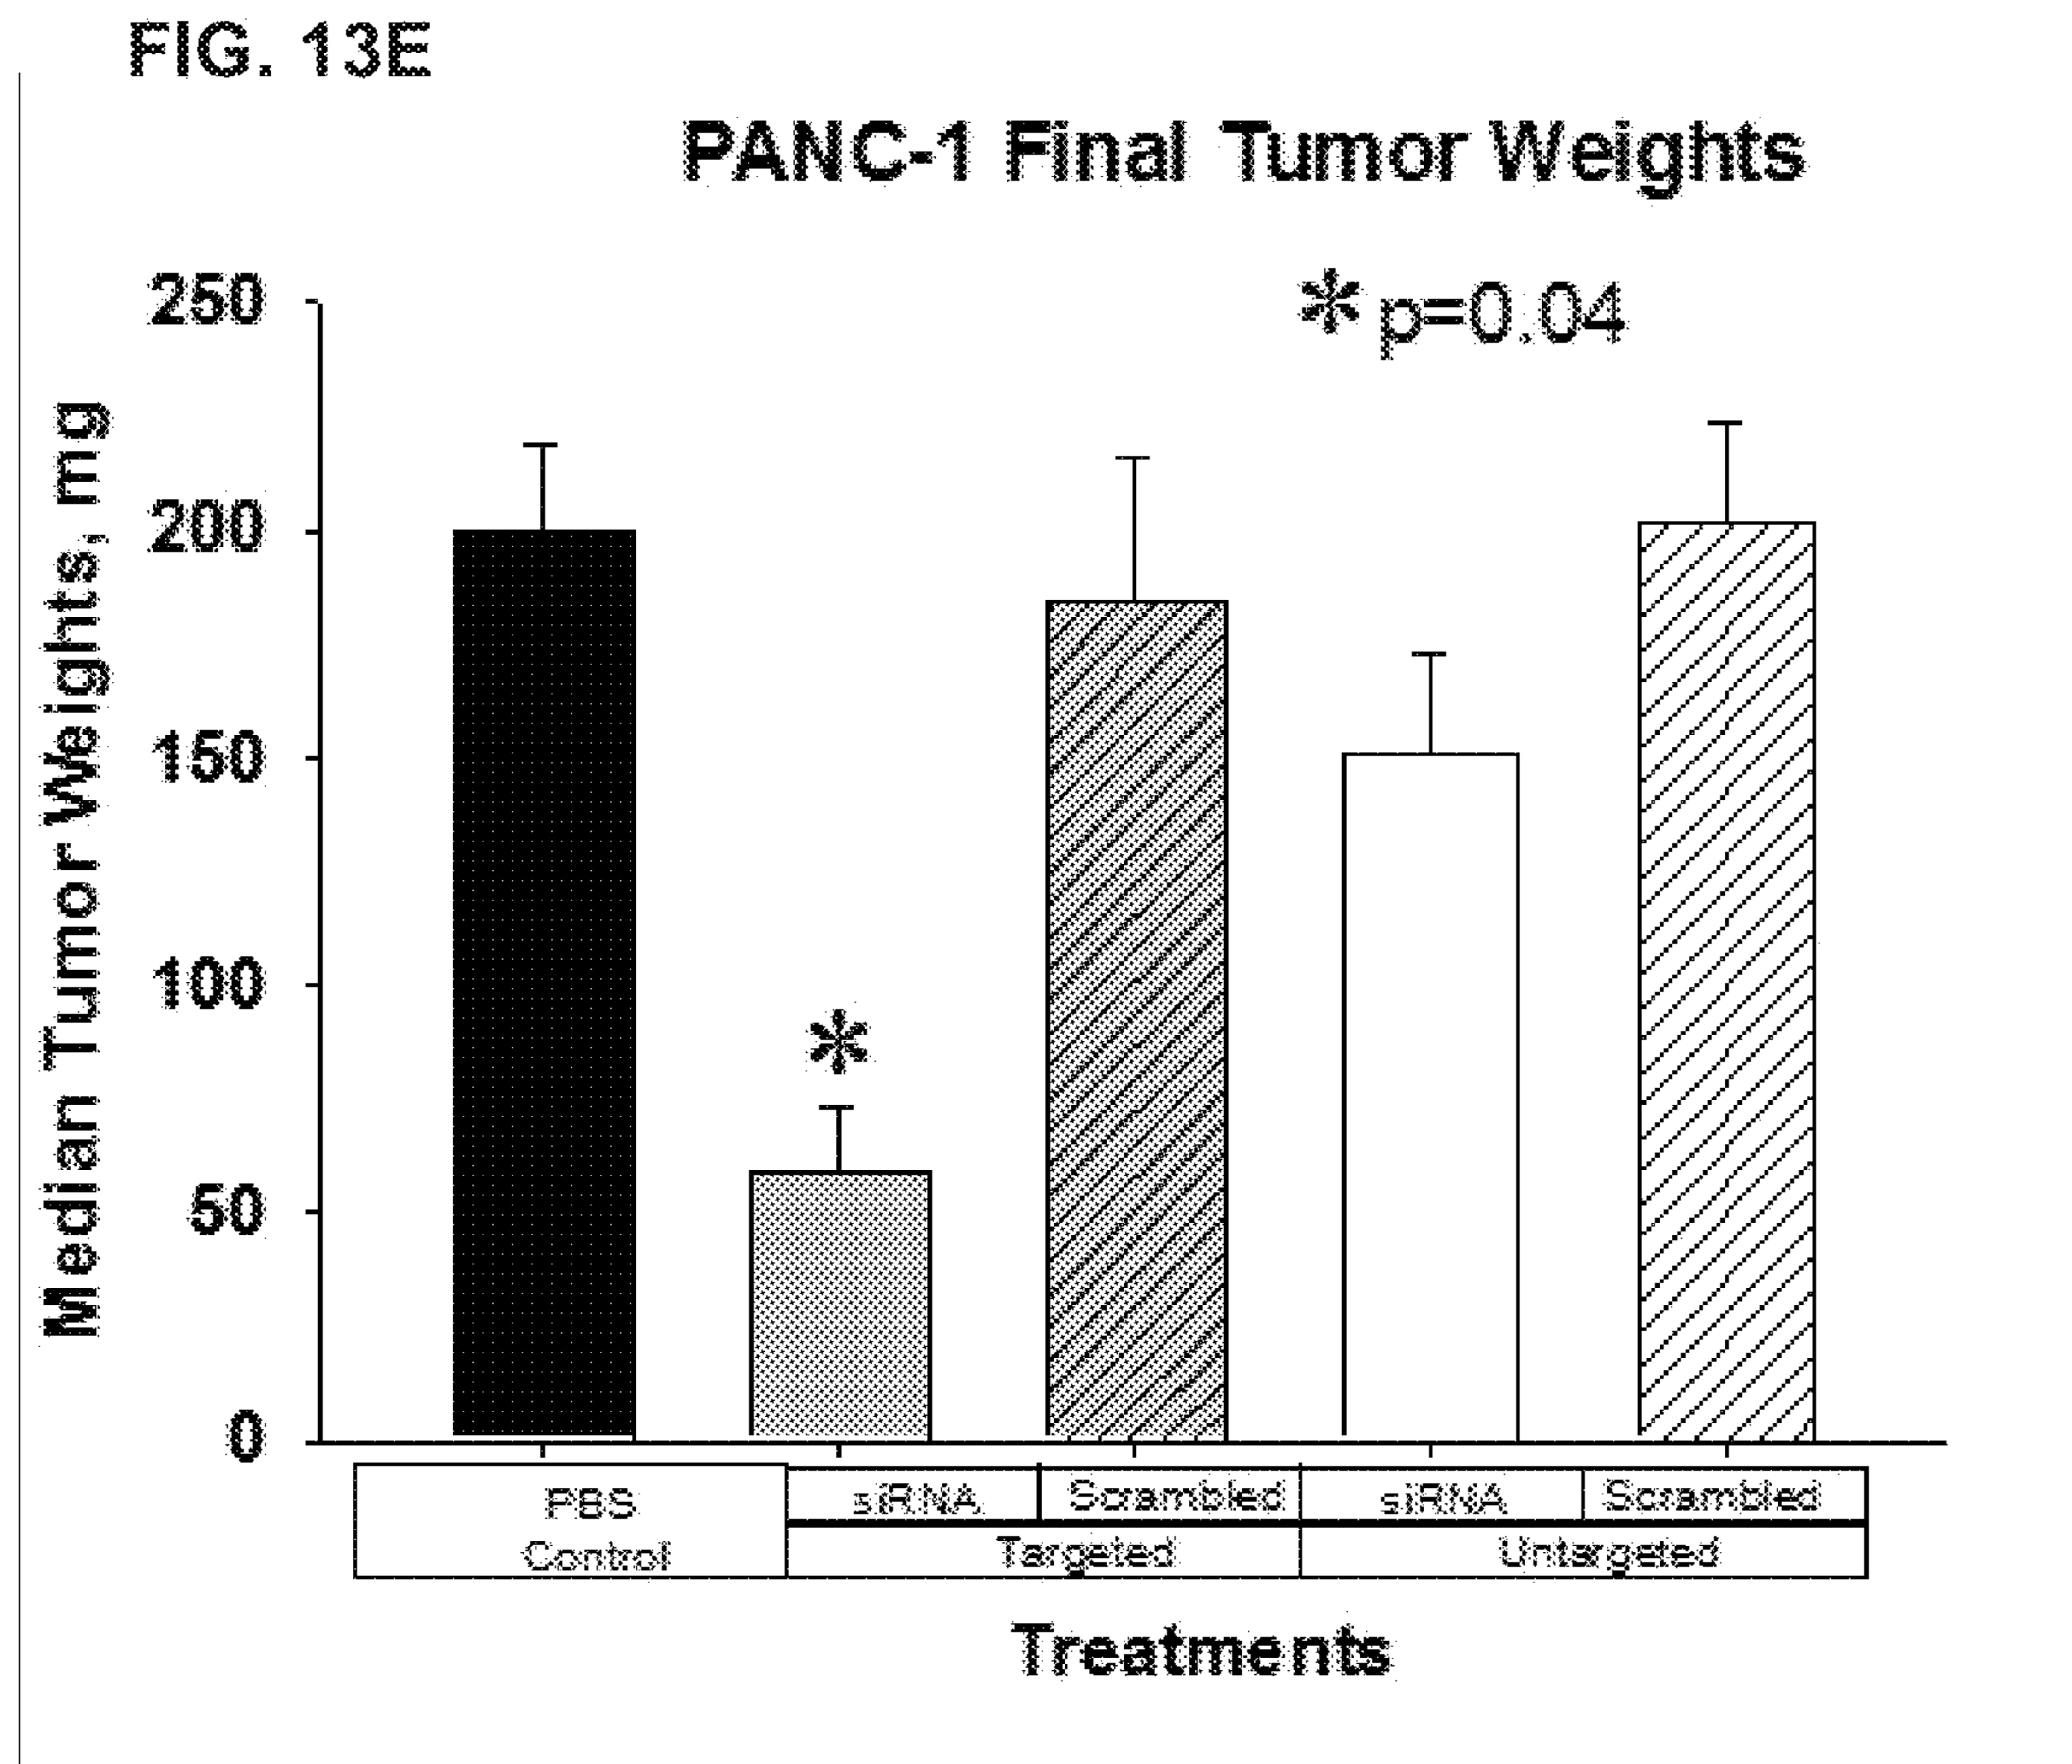 FIG. 13E
PANC-1 Final Tumor Weights
* p=0.04
Median Tumor Weights, mg
250
200
150
100
50
0
*
PBS
Control
siRNA
Scrambled
siRNA
Scrambled
Targeted
Untargeted
Treatments